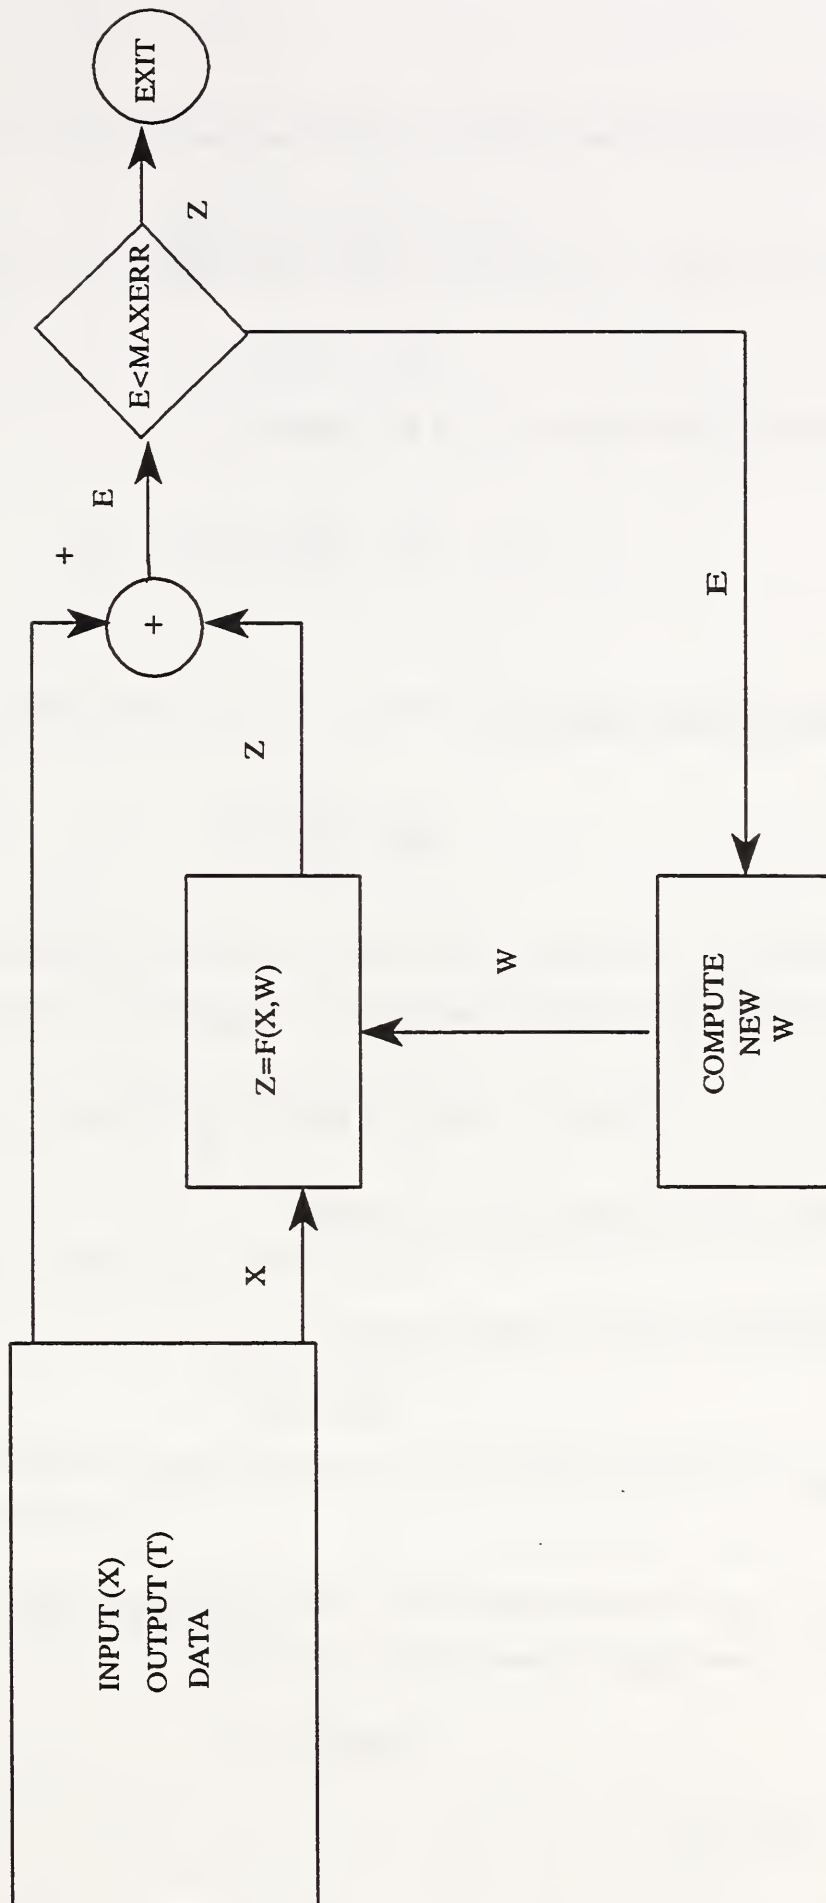 INPUT (X)
OUTPUT (T)
DATA
X
Z=F(X,W)
Z
+
+
E
E<MAXERR
Z
EXIT
E
COMPUTE
NEW
W
W